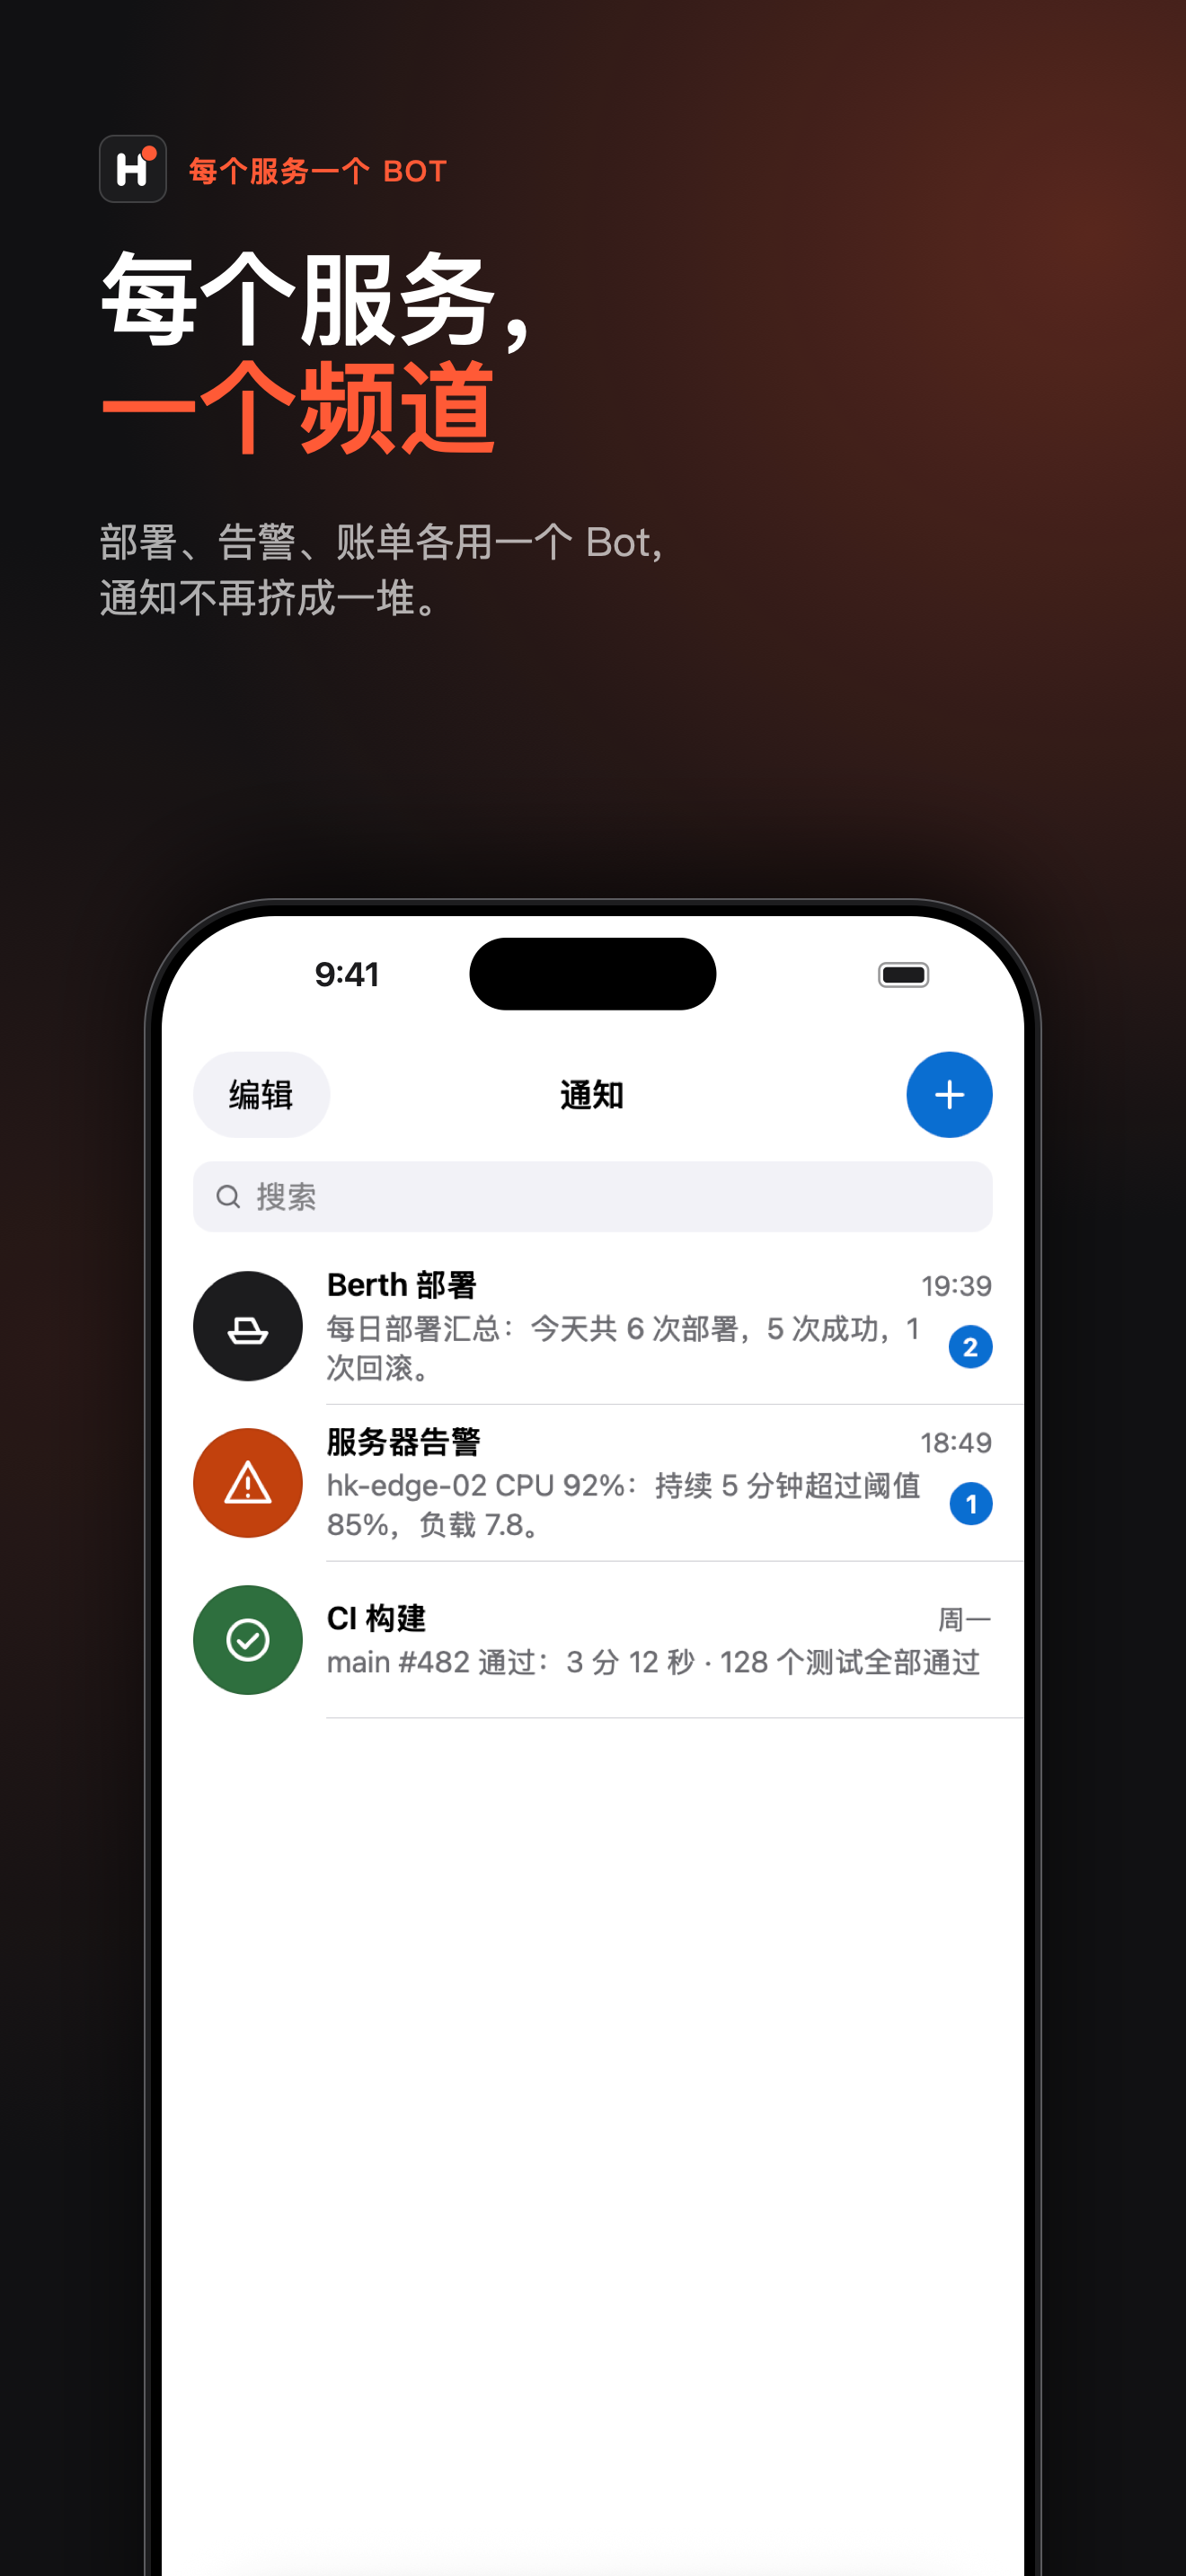 H
每个服务一个 BOT
每个服务，
一个频道
部署、告警、账单各用一个 Bot，
通知不再挤成一堆。
9:41
编辑
通知
搜索
Berth 部署
19:39
每日部署汇总：今天共 6 次部署，5 次成功，1
次回滚。
2
服务器告警
18:49
hk-edge-02 CPU 92%：持续 5 分钟超过阈值
85%，负载 7.8。
1
CI 构建
周一
main #482 通过：3 分 12 秒 · 128 个测试全部通过